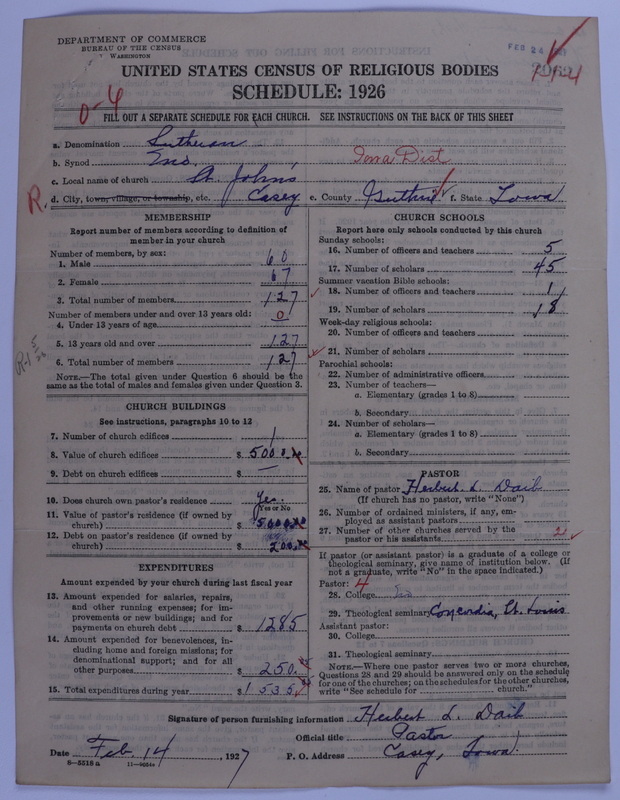 DEPARTMENT OF COMMERCE
BUREAU OF THE CENSUS
WASHINGTON
FEB 24
UNITED STATES CENSUS OF RELIGIOUS BODIES
SCHEDULE: 1926
0-4
FILL OUT A SEPARATE SCHEDULE FOR EACH CHURCH. SEE INSTRUCTIONS ON THE BACK OF THIS SHEET
a. Denomination Lutheran
b. Synod Iowa Dist
c. Local name of church St. John's
R. d. City, town, village, or township, etc. Casey e. County Guthrie f. State Iowa
MEMBERSHIP
Report number of members according to definition of
member in your church
Number of members, by sex:
1. Male 60
2. Female 67
3. Total number of members 127
Number of members under and over 13 years old:
4. Under 13 years of age 0
5. 13 years old and over 127
6. Total number of members 127
NOTE.—The total given under Question 6 should be the
same as the total of males and females given under Question 3.
CHURCH BUILDINGS
See instructions, paragraphs 10 to 12
7. Number of church edifices 1
8. Value of church edifices $ 5000.
9. Debt on church edifices $ —
10. Does church own pastor's residence Yes.
Yes or No
11. Value of pastor's residence (if owned by
church) $ 5000.
12. Debt on pastor's residence (if owned by
church) $ 200.
EXPENDITURES
Amount expended by your church during last fiscal year
13. Amount expended for salaries, repairs,
and other running expenses; for im-
provements or new buildings; and for
payments on church debt $ 1285
14. Amount expended for benevolences, in-
cluding home and foreign missions; for
denominational support; and for all
other purposes $ 250.
15. Total expenditures during year $ 1535.
CHURCH SCHOOLS
Report here only schools conducted by this church
Sunday schools:
16. Number of officers and teachers 5
17. Number of scholars 45
Summer vacation Bible schools:
18. Number of officers and teachers 1
19. Number of scholars 18
Week-day religious schools:
20. Number of officers and teachers
21. Number of scholars
Parochial schools:
22. Number of administrative officers
23. Number of teachers—
a. Elementary (grades 1 to 8)
b. Secondary
24. Number of scholars—
a. Elementary (grades 1 to 8)
b. Secondary
PASTOR
25. Name of pastor Herbert L. Daib
(If church has no pastor, write "None")
26. Number of ordained ministers, if any, em-
ployed as assistant pastors
27. Number of other churches served by the
pastor or his assistants 2
If pastor (or assistant pastor) is a graduate of a college or
theological seminary, give name of institution below. (If
not a graduate, write "No" in the space indicated.)
Pastor: 4
28. College
29. Theological seminary Concordia, St. Louis
Assistant pastor:
30. College
31. Theological seminary
NOTE.—Where one pastor serves two or more churches,
Questions 28 and 29 should be answered only on the schedule
for one of the churches; on the schedules for the other churches,
write "See schedule for church."
Signature of person furnishing information Herbert L. Daib
Official title Pastor
Date Feb. 14, 1927 P. O. Address Casey, Iowa
8—5518 a